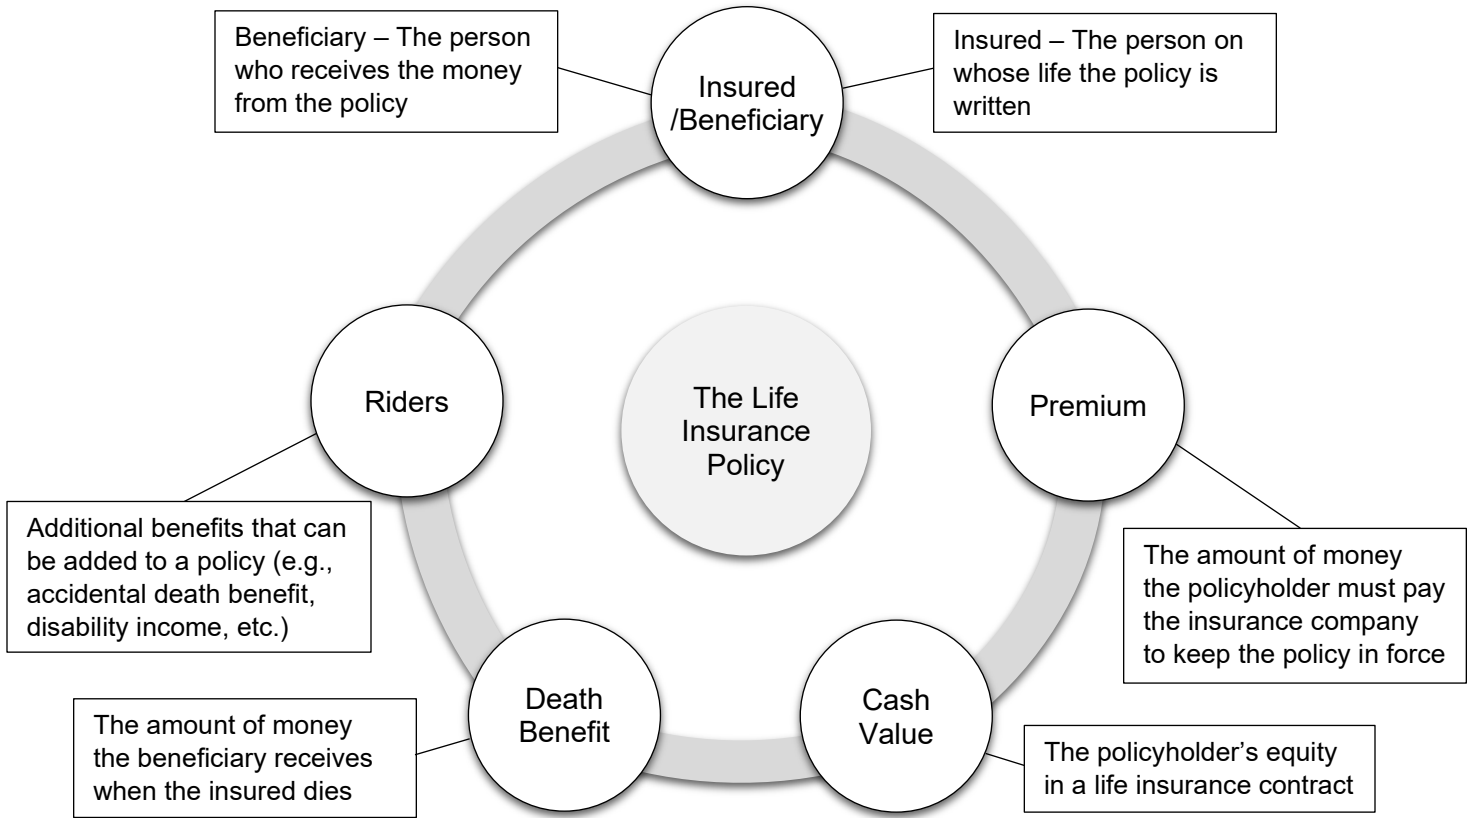 Beneficiary – The person
who receives the money
from the policy
Insured
/Beneficiary
Insured – The person on
whose life the policy is
written
Riders
The Life
Insurance
Policy
Premium
Additional benefits that can
be added to a policy (e.g.,
accidental death benefit,
disability income, etc.)
The amount of money
the policyholder must pay
the insurance company
to keep the policy in force
Death
Benefit
Cash
Value
The amount of money
the beneficiary receives
when the insured dies
The policyholder’s equity
in a life insurance contract